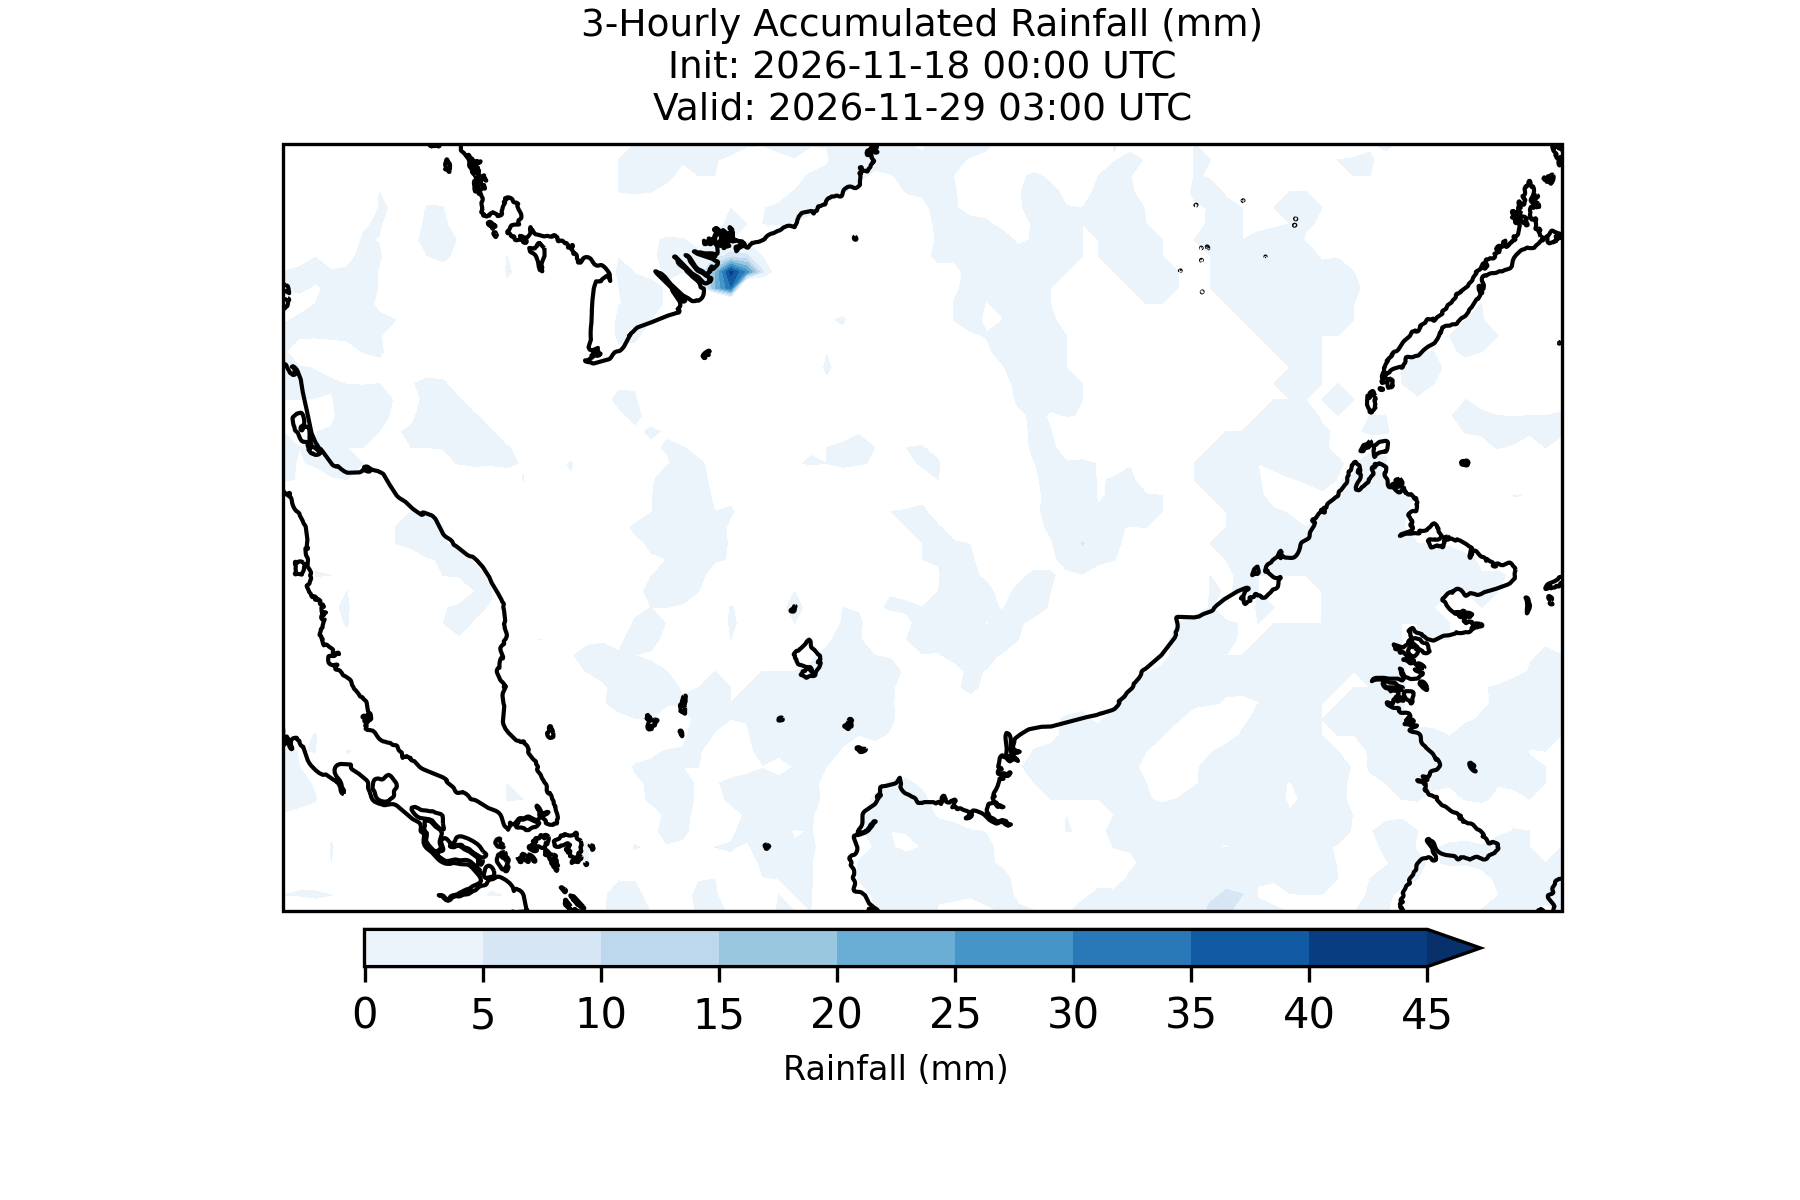 3-Hourly Accumulated Rainfall (mm)
Init: 2026-11-18 00:00 UTC
Valid: 2026-11-29 03:00 UTC
0 5 10 15 20 25 30 35 40 45
Rainfall (mm)